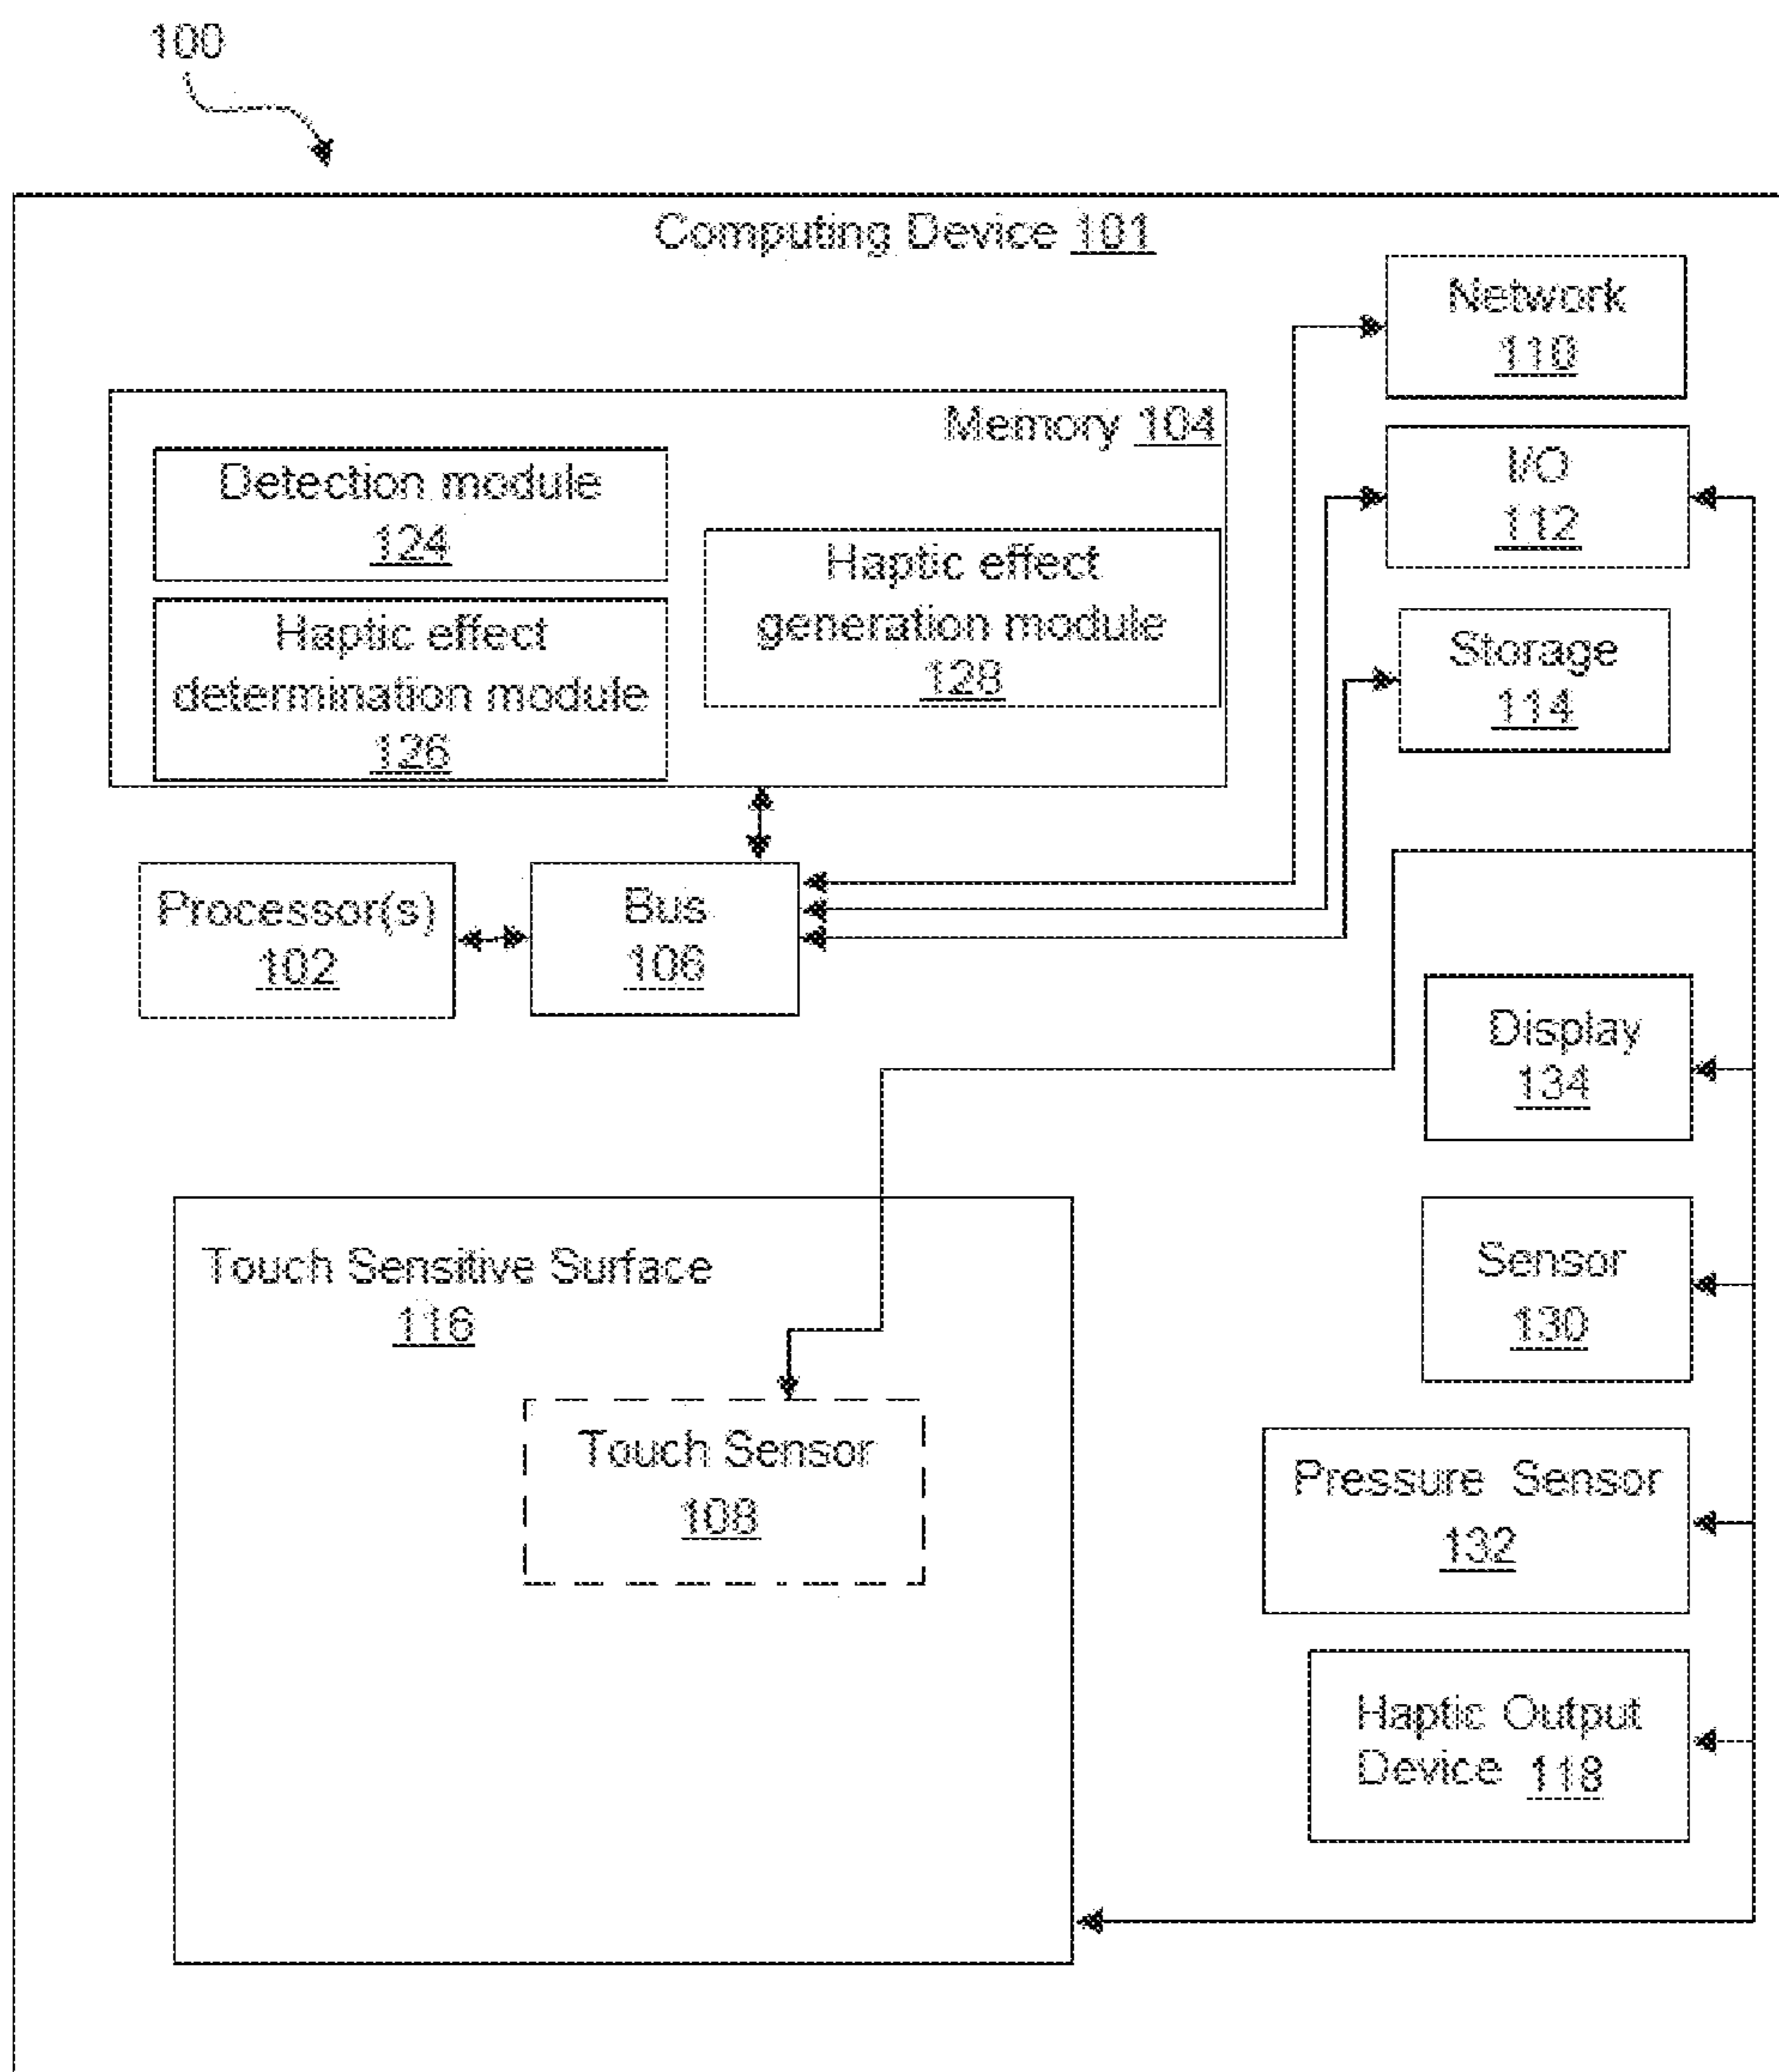 100
Computing Device 101
Network
110
Memory 104
I/O
112
Detection module
124
Haptic effect
generation module
128
Haptic effect
determination module
126
Storage
114
Processor(s)
102
Bus
106
Display
134
Touch Sensitive Surface
116
Sensor
130
Touch Sensor
108
Pressure Sensor
132
Haptic Output
Device 118